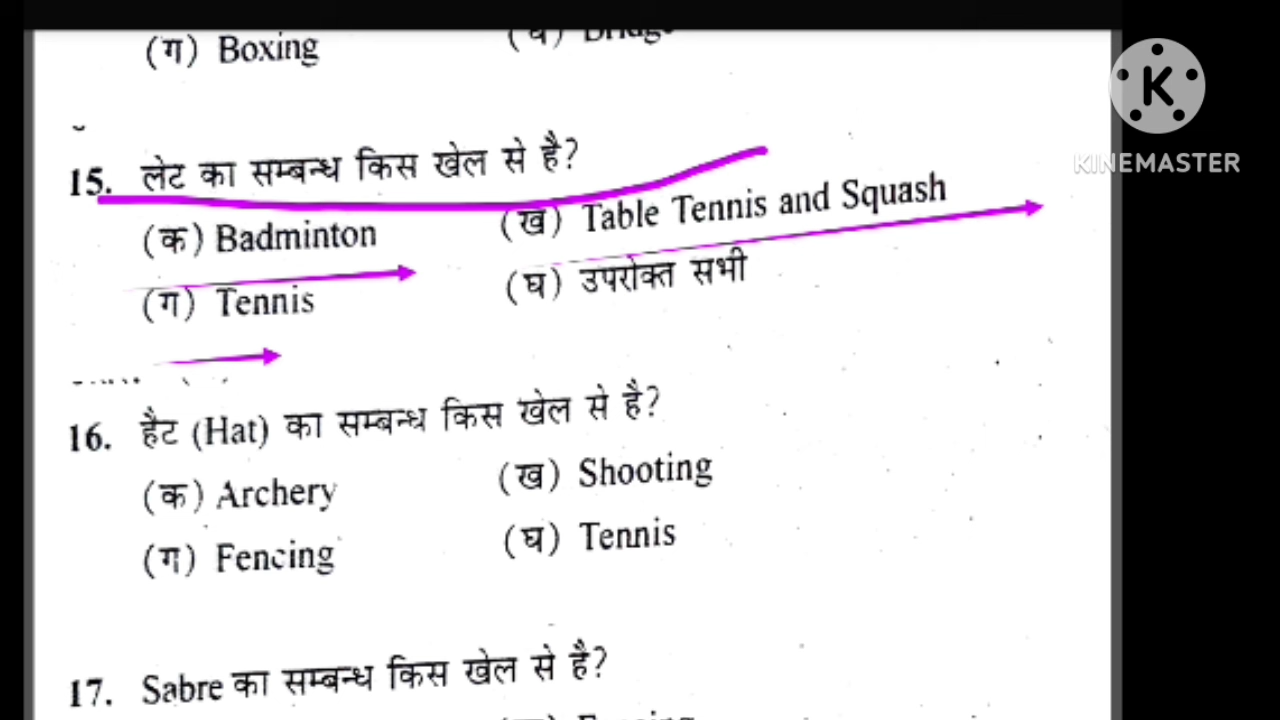 (ग) Boxing (घ) Bridge
15. लेट का सम्बन्ध किस खेल से है?
(क) Badminton (ख) Table Tennis and Squash
(ग) Tennis (घ) उपरोक्त सभी
16. हैट (Hat) का सम्बन्ध किस खेल से है?
(क) Archery (ख) Shooting
(ग) Fencing (घ) Tennis
17. Sabre का सम्बन्ध किस खेल से है?
K
KINEMASTER